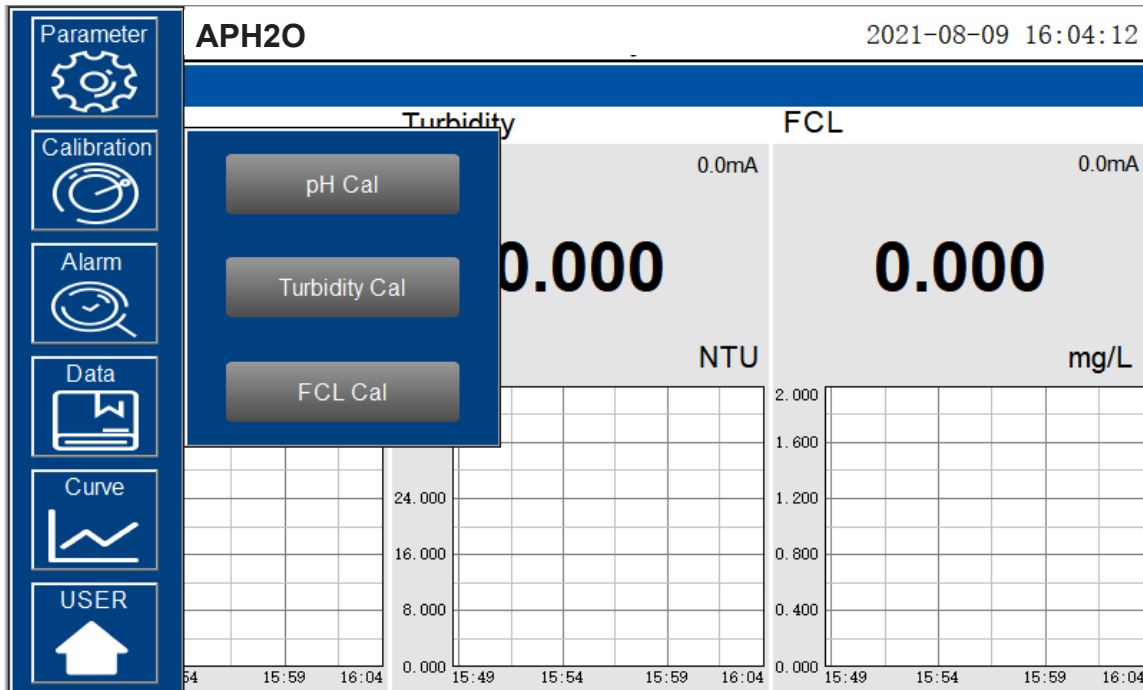 Parameter
APH2O
2021-08-09 16:04:12
Calibration
Alarm
Data
Curve
USER
pH Cal
Turbidity Cal
FCL Cal
Turbidity
0.0mA
0.000
NTU
FCL
0.0mA
0.000
mg/L
54 15:59 16:04
24.000
16.000
8.000
0.000
15:49 15:54 15:59 16:04
2.000
1.600
1.200
0.800
0.400
0.000
15:49 15:54 15:59 16:04